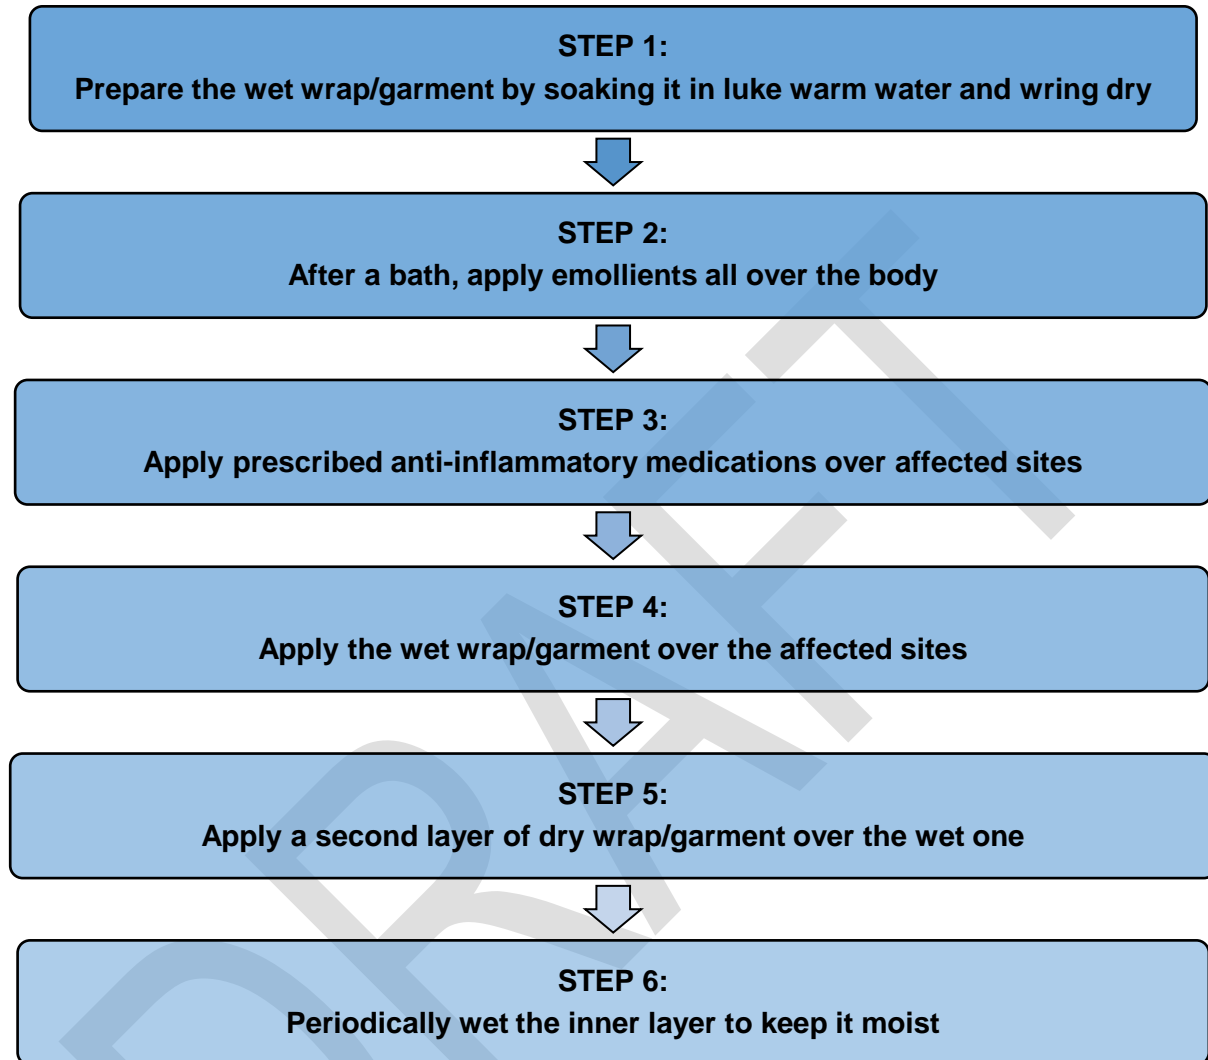 STEP 1:
Prepare the wet wrap/garment by soaking it in luke warm water and wring dry
STEP 2:
After a bath, apply emollients all over the body
STEP 3:
Apply prescribed anti-inflammatory medications over affected sites
STEP 4:
Apply the wet wrap/garment over the affected sites
STEP 5:
Apply a second layer of dry wrap/garment over the wet one
STEP 6:
Periodically wet the inner layer to keep it moist
DRAFT